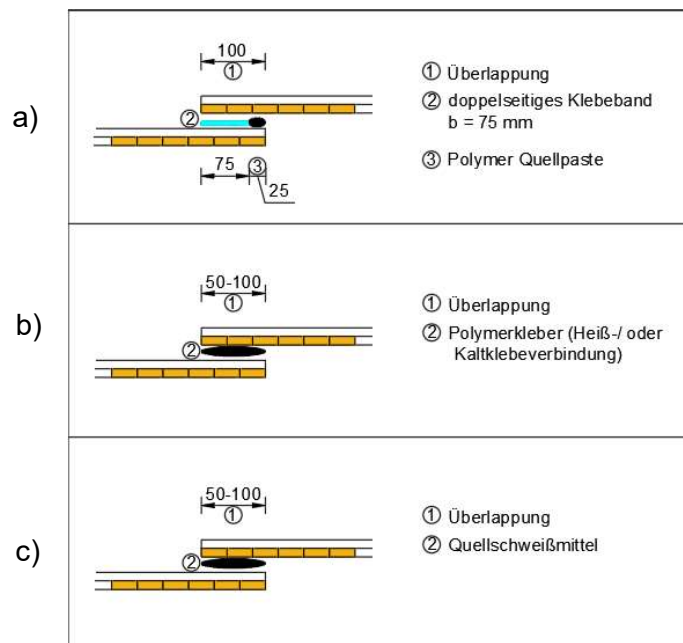 a)
100
①
②
75
③
25
① Überlappung
② doppelseitiges Klebeband
b = 75 mm
③ Polymer Quellpaste
b)
50-100
①
②
① Überlappung
② Polymerkleber (Heiß-/ oder
Kaltklebeverbindung)
c)
50-100
①
②
① Überlappung
② Quellschweißmittel